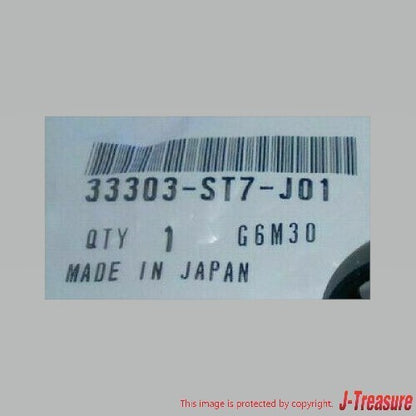 33303-ST7-J01
QTY 1 G6M30
MADE IN JAPAN
This image is protected by copyright.
J-Treasure